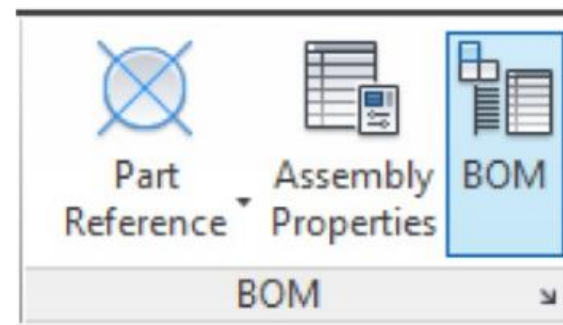 Part
Reference
Assembly
Properties
BOM
BOM